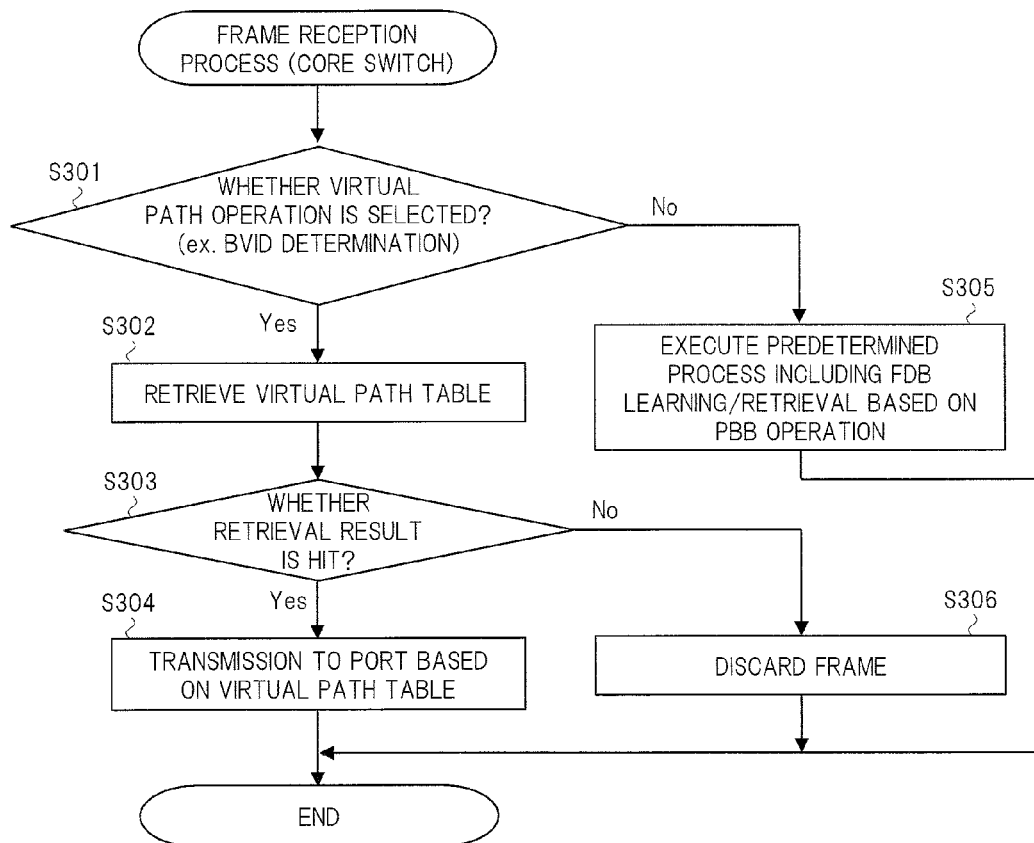 FRAME RECEPTION
PROCESS (CORE SWITCH)
S301
WHETHER VIRTUAL
PATH OPERATION IS SELECTED?
(ex. BVID DETERMINATION)
No
Yes
S302
RETRIEVE VIRTUAL PATH TABLE
S305
EXECUTE PREDETERMINED
PROCESS INCLUDING FDB
LEARNING/RETRIEVAL BASED ON
PBB OPERATION
S303
WHETHER
RETRIEVAL RESULT
IS HIT?
No
Yes
S304
TRANSMISSION TO PORT BASED
ON VIRTUAL PATH TABLE
S306
DISCARD FRAME
END